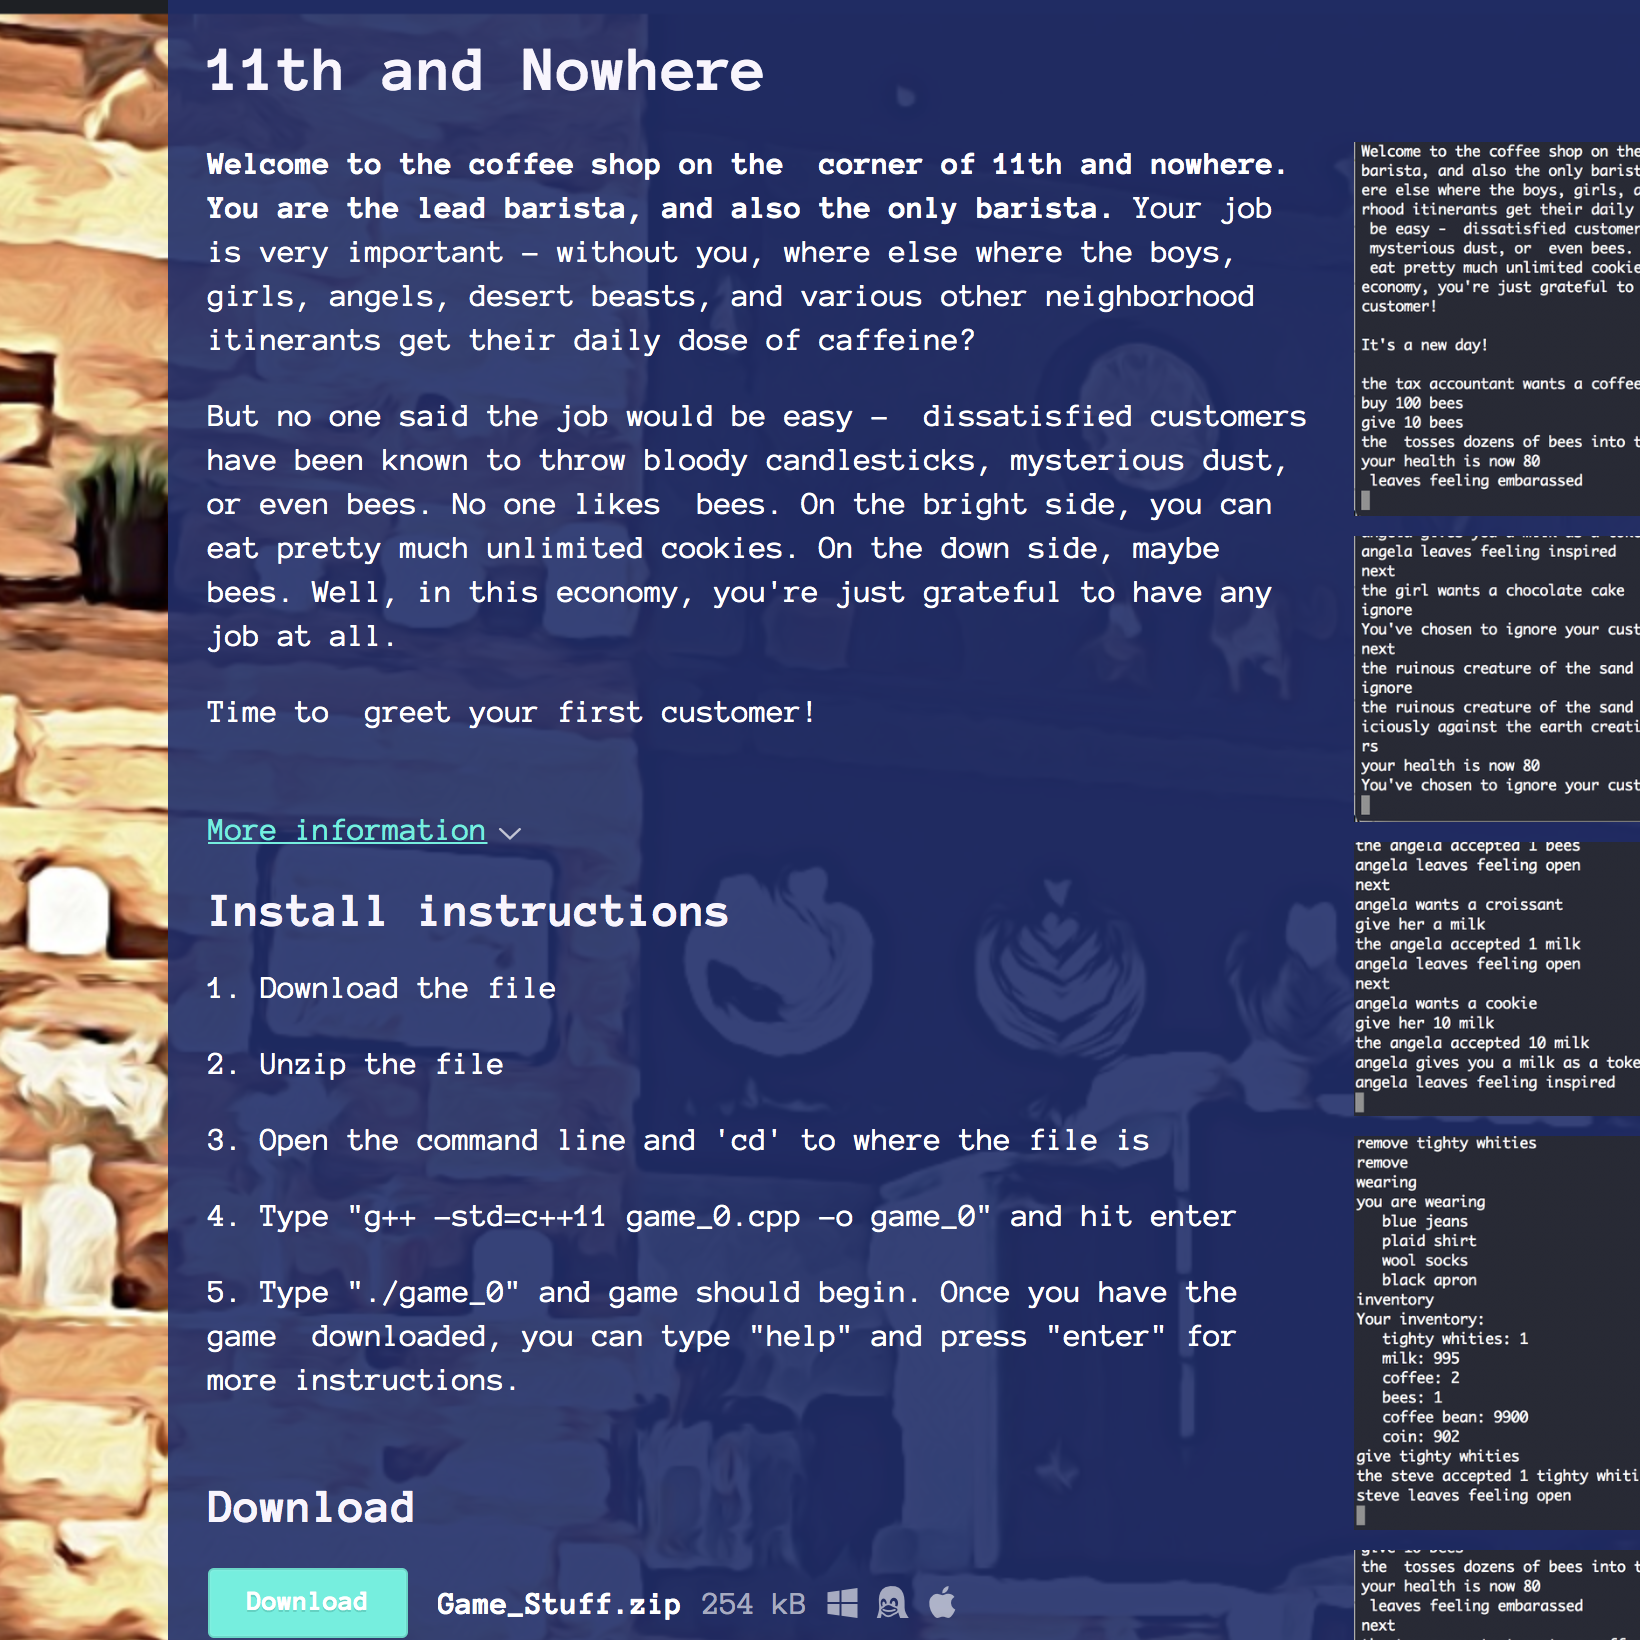 11th and Nowhere
Welcome to the coffee shop on the  corner of 11th and nowhere.
You are the lead barista, and also the only barista. Your job
is very important - without you, where else where the boys,
girls, angels, desert beasts, and various other neighborhood
itinerants get their daily dose of caffeine?
But no one said the job would be easy -  dissatisfied customers
have been known to throw bloody candlesticks, mysterious dust,
or even bees. No one likes  bees. On the bright side, you can
eat pretty much unlimited cookies. On the down side, maybe
bees. Well, in this economy, you're just grateful to have any
job at all.
Time to  greet your first customer!
More information
Install instructions
1. Download the file
2. Unzip the file
3. Open the command line and 'cd' to where the file is
4. Type "g++ -std=c++11 game_0.cpp -o game_0" and hit enter
5. Type "./game_0" and game should begin. Once you have the
game  downloaded, you can type "help" and press "enter" for
more instructions.
Download
Download Game_Stuff.zip 254 kB
Welcome to the coffee shop on the
barista, and also the only barist
ere else where the boys, girls, a
rhood itinerants get their daily
be easy -  dissatisfied customer
mysterious dust, or  even bees.
eat pretty much unlimited cookie
economy, you're just grateful to
customer!
It's a new day!
the tax accountant wants a coffee
buy 100 bees
give 10 bees
the  tosses dozens of bees into t
your health is now 80
leaves feeling embarassed
angela leaves feeling inspired
next
the girl wants a chocolate cake
ignore
You've chosen to ignore your cust
next
the ruinous creature of the sand
ignore
the ruinous creature of the sand
iciously against the earth creati
rs
your health is now 80
You've chosen to ignore your cust
the angela accepted 1 bees
angela leaves feeling open
next
angela wants a croissant
give her a milk
the angela accepted 1 milk
angela leaves feeling open
next
angela wants a cookie
give her 10 milk
the angela accepted 10 milk
angela gives you a milk as a toke
angela leaves feeling inspired
remove tighty whities
remove
wearing
you are wearing
blue jeans
plaid shirt
wool socks
black apron
inventory
Your inventory:
tighty whities: 1
milk: 995
coffee: 2
bees: 1
coffee bean: 9900
coin: 902
give tighty whities
the steve accepted 1 tighty whiti
steve leaves feeling open
give 10 bees
the  tosses dozens of bees into t
your health is now 80
leaves feeling embarassed
next